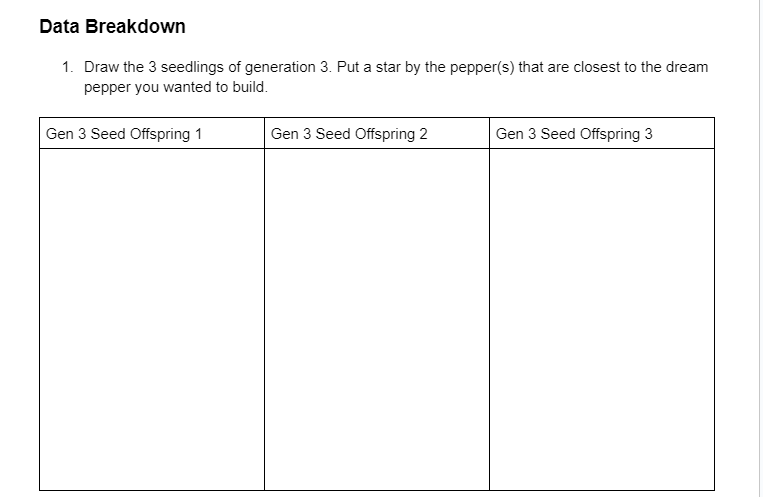 Data Breakdown
1. Draw the 3 seedlings of generation 3. Put a star by the pepper(s) that are closest to the dream
pepper you wanted to build.
Gen 3 Seed Offspring 1
Gen 3 Seed Offspring 2
Gen 3 Seed Offspring 3